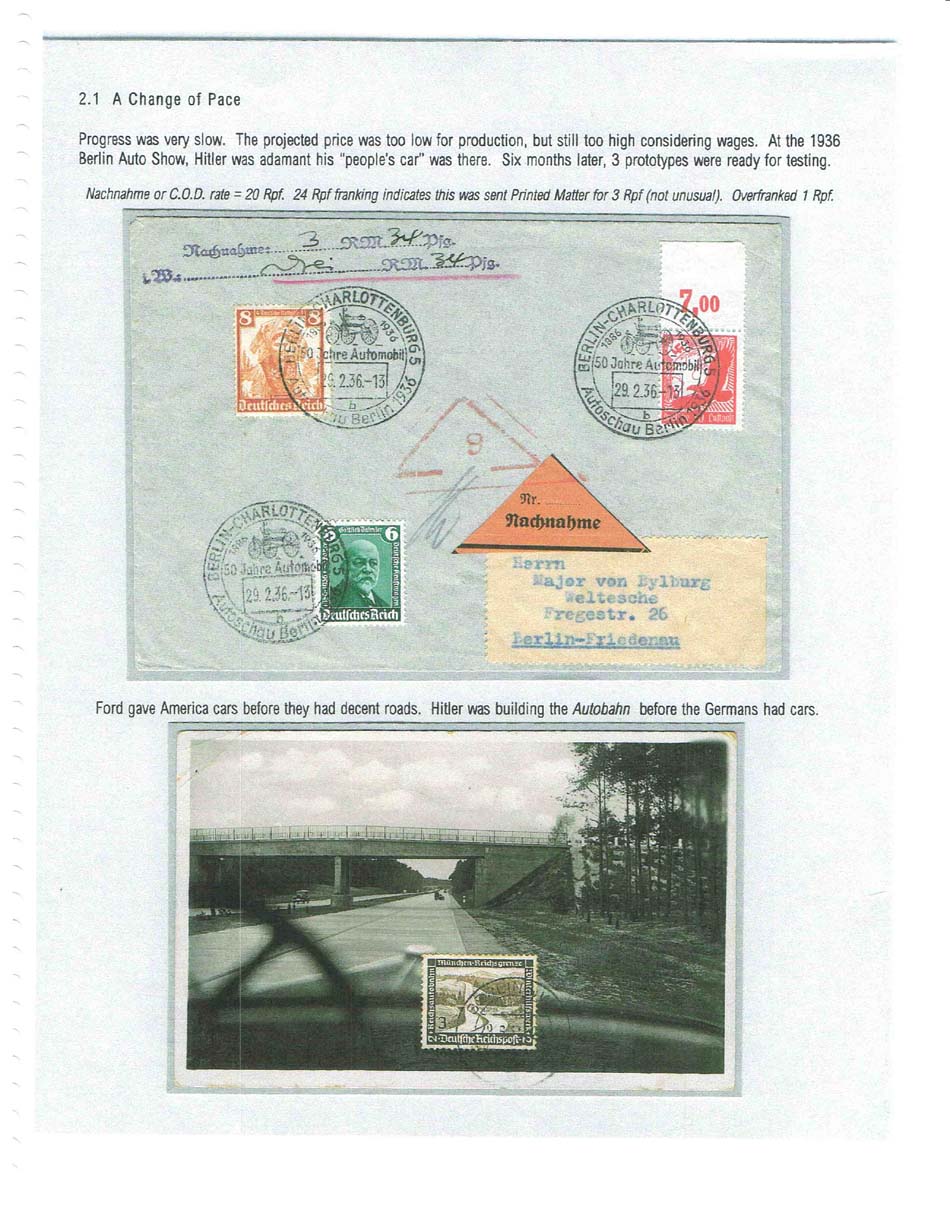 2.1 A Change of Pace
Progress was very slow. The projected price was too low for production, but still too high considering wages. At the 1936
Berlin Auto Show, Hitler was adamant his "people's car" was there. Six months later, 3 prototypes were ready for testing.
Nachnahme or C.O.D. rate = 20 Rpf. 24 Rpf franking indicates this was sent Printed Matter for 3 Rpf (not unusual). Overfranked 1 Rpf.
Nachnahme: 3 RM 34 Pfg.
i.W. drei RM 34 Pfg.
7,00
8 8
Deutsches Reich
BERLIN-CHARLOTTENBURG 5
1936
50 Jahre Automobil
29.2.36.-13
b
Autoschau Berlin 1936
BERLIN-CHARLOTTENBURG 5
1886
50 Jahre Automobil
29.2.36.-13
b
Autoschau Berlin 1936
Luftpost
9
Nr.
Nachnahme
BERLIN-CHARLOTTENBURG 5
1886 1936
50 Jahre Automobil
29.2.36.-13
b
Autoschau Berlin
Gottlieb Daimler
6
Deutsches Reich
Herrn
Major von Bylburg
Weltesche
Fregestr. 26
Berlin-Friedenau
Ford gave America cars before they had decent roads. Hitler was building the Autobahn before the Germans had cars.
München-Reichsgrenze
Reichsautobahn
Winterhilfswerk
3
Deutsche Reichspost